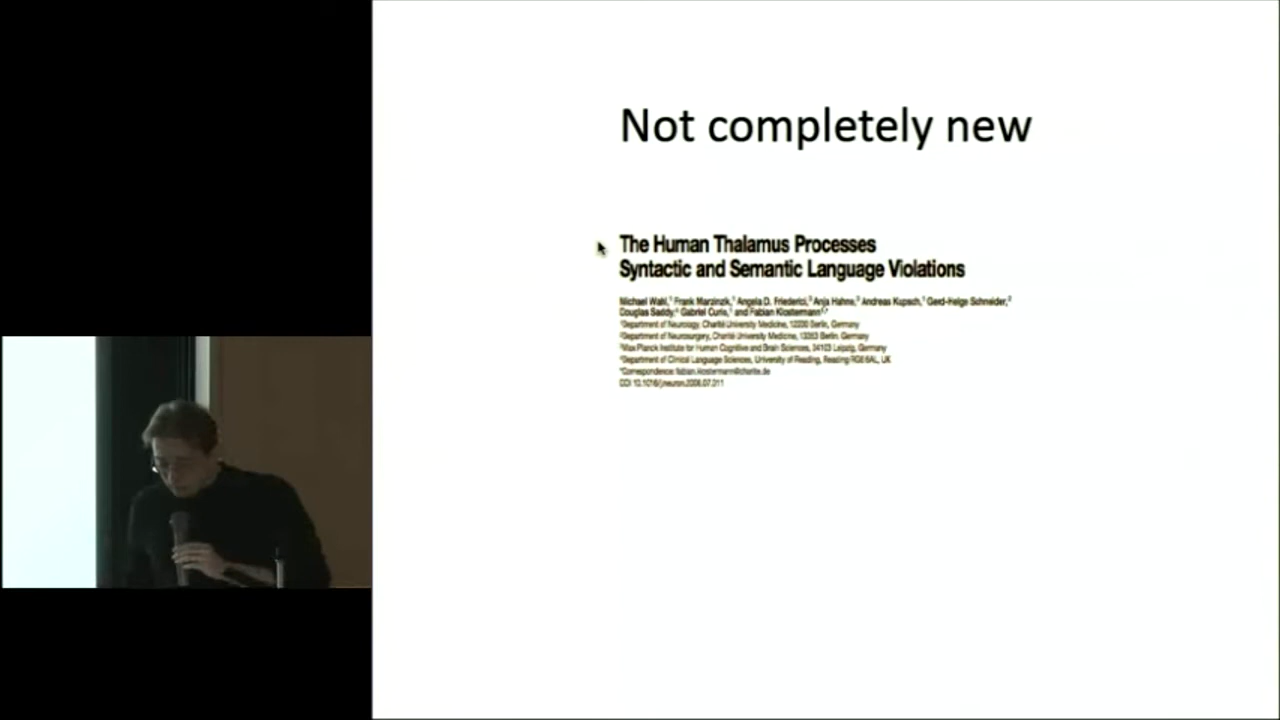 Not completely new
The Human Thalamus Processes
Syntactic and Semantic Language Violations
Michael Wahl,¹ Frank Marzinzik,¹ Angela D. Friederici,³ Anja Hahne,³ Andreas Kupsch,¹ Gerd-Helge Schneider,²
Douglas Saddy,⁴ Gabriel Curio,¹ and Fabian Klostermann¹,*
¹Department of Neurology, Charité University Medicine, 12200 Berlin, Germany
²Department of Neurosurgery, Charité University Medicine, 13353 Berlin, Germany
³Max Planck Institute for Human Cognitive and Brain Sciences, 34103 Leipzig, Germany
⁴Department of Clinical Language Sciences, University of Reading, Reading RG6 6AL, UK
*Correspondence: fabian.klostermann@charite.de
DOI 10.1016/j.neuron.2008.07.011